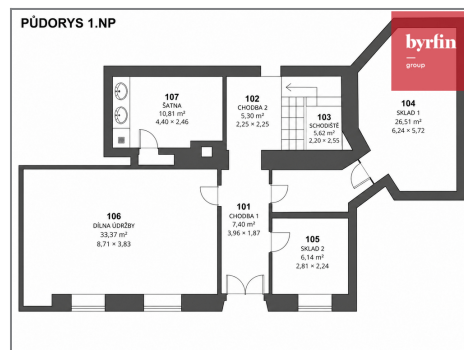 PŮDORYS 1.NP
byrfin
group
107
ŠATNA
10,81 m²
4,40 × 2,46
102
CHODBA 2
5,30 m²
2,25 × 2,25
103
SCHODIŠTĚ
5,62 m²
2,20 × 2,55
104
SKLAD 1
26,51 m²
6,24 × 5,72
106
DÍLNA ÚDRŽBY
33,37 m²
8,71 × 3,83
101
CHODBA 1
7,40 m²
3,96 × 1,87
105
SKLAD 2
6,14 m²
2,81 × 2,24